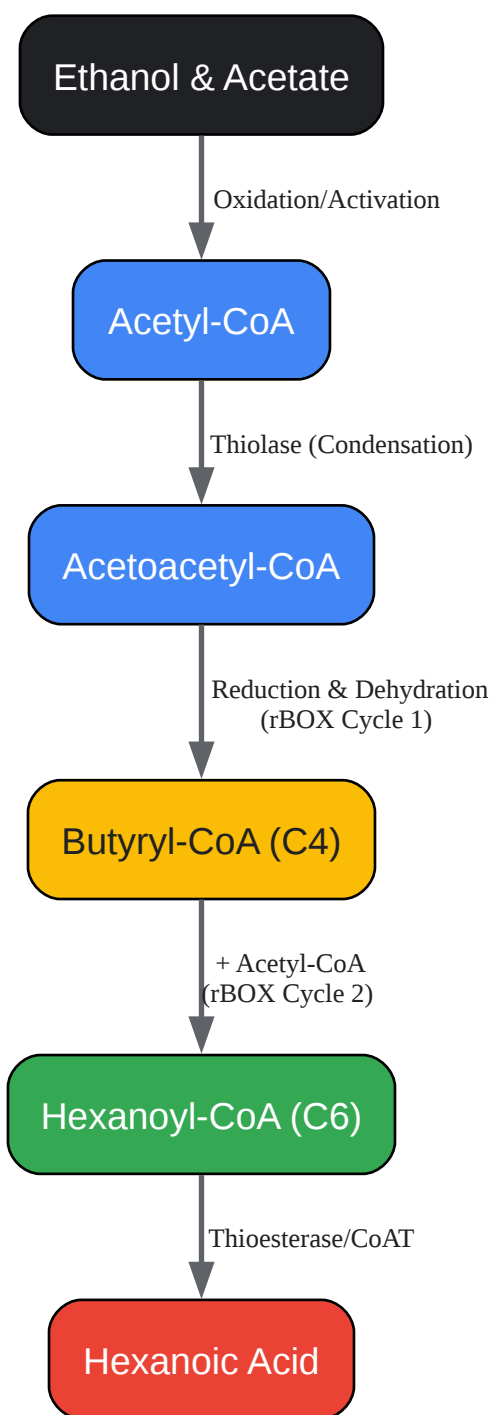 Ethanol & Acetate
Oxidation/Activation
Acetyl-CoA
Thiolase (Condensation)
Acetoacetyl-CoA
Reduction & Dehydration
(rBOX Cycle 1)
Butyryl-CoA (C4)
+ Acetyl-CoA
(rBOX Cycle 2)
Hexanoyl-CoA (C6)
Thioesterase/CoAT
Hexanoic Acid